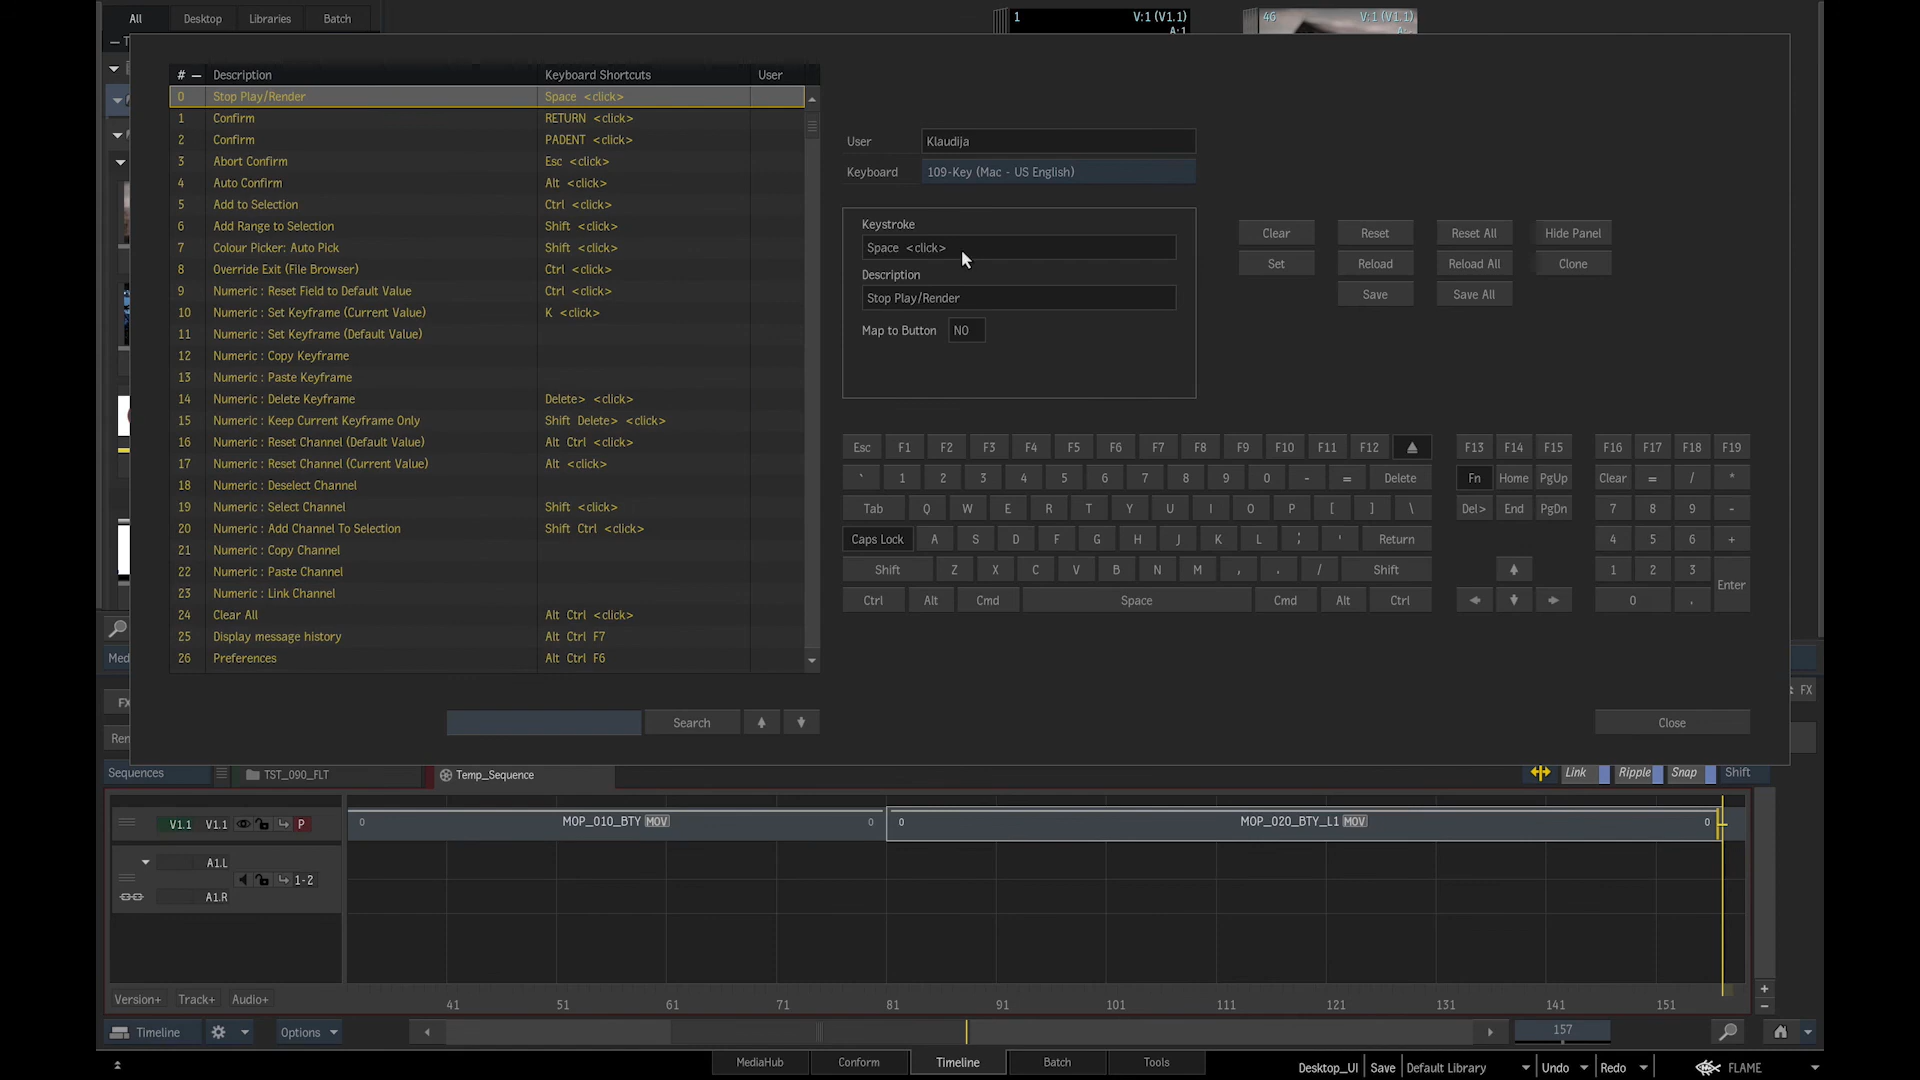 All Desktop Libraries Batch
1 V:1 (V1.1)
A:1
46 V:1 (V1.1)
# Description Keyboard Shortcuts User
0 Stop Play/Render Space <click>
1 Confirm RETURN <click>
2 Confirm PADENT <click>
3 Abort Confirm Esc <click>
4 Auto Confirm Alt <click>
5 Add to Selection Ctrl <click>
6 Add Range to Selection Shift <click>
7 Colour Picker: Auto Pick Shift <click>
8 Override Exit (File Browser) Ctrl <click>
9 Numeric : Reset Field to Default Value Ctrl <click>
10 Numeric : Set Keyframe (Current Value) K <click>
11 Numeric : Set Keyframe (Default Value)
12 Numeric : Copy Keyframe
13 Numeric : Paste Keyframe
14 Numeric : Delete Keyframe Delete> <click>
15 Numeric : Keep Current Keyframe Only Shift Delete> <click>
16 Numeric : Reset Channel (Default Value) Alt Ctrl <click>
17 Numeric : Reset Channel (Current Value) Alt <click>
18 Numeric : Deselect Channel
19 Numeric : Select Channel Shift <click>
20 Numeric : Add Channel To Selection Shift Ctrl <click>
21 Numeric : Copy Channel
22 Numeric : Paste Channel
23 Numeric : Link Channel
24 Clear All Alt Ctrl <click>
25 Display message history Alt Ctrl F7
26 Preferences Alt Ctrl F6
Search
User Klaudija
Keyboard 109-Key (Mac - US English)
Keystroke
Space <click>
Description
Stop Play/Render
Map to Button NO
Clear Reset Reset All Hide Panel
Set Reload Reload All Clone
Save Save All
Esc F1 F2 F3 F4 F5 F6 F7 F8 F9 F10 F11 F12 F13 F14 F15 F16 F17 F18 F19
` 1 2 3 4 5 6 7 8 9 0 - = Delete Fn Home PgUp Clear = / *
Tab Q W E R T Y U I O P [ ] \ Del> End PgDn 7 8 9 -
Caps Lock A S D F G H J K L ; ' Return 4 5 6 +
Shift Z X C V B N M , . / Shift 1 2 3 Enter
Ctrl Alt Cmd Space Cmd Alt Ctrl 0 .
Close
Med
FX
FX
Ren
Sequences TST_090_FLT Temp_Sequence Link Ripple Snap Shift
V1.1 V1.1 P
0 MOP_010_BTY MOV 0
0 MOP_020_BTY_L1 MOV 0
A1.L
1-2
A1.R
Version+ Track+ Audio+
41 51 61 71 81 91 101 111 121 131 141 151
Timeline Options 157
MediaHub Conform Timeline Batch Tools
Desktop_UI Save Default Library Undo Redo FLAME